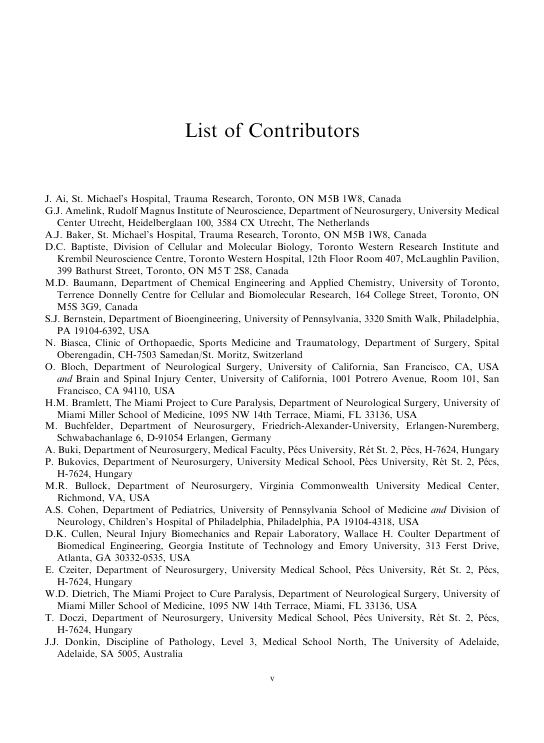 List of Contributors
J. Ai, St. Michael's Hospital, Trauma Research, Toronto, ON M5B 1W8, Canada
G.J. Amelink, Rudolf Magnus Institute of Neuroscience, Department of Neurosurgery, University Medical
Center Utrecht, Heidelberglaan 100, 3584 CX Utrecht, The Netherlands
A.J. Baker, St. Michael's Hospital, Trauma Research, Toronto, ON M5B 1W8, Canada
D.C. Baptiste, Division of Cellular and Molecular Biology, Toronto Western Research Institute and
Krembil Neuroscience Centre, Toronto Western Hospital, 12th Floor Room 407, McLaughlin Pavilion,
399 Bathurst Street, Toronto, ON M5T 2S8, Canada
M.D. Baumann, Department of Chemical Engineering and Applied Chemistry, University of Toronto,
Terrence Donnelly Centre for Cellular and Biomolecular Research, 164 College Street, Toronto, ON
M5S 3G9, Canada
S.J. Bernstein, Department of Bioengineering, University of Pennsylvania, 3320 Smith Walk, Philadelphia,
PA 19104-6392, USA
N. Biasca, Clinic of Orthopaedic, Sports Medicine and Traumatology, Department of Surgery, Spital
Oberengadin, CH-7503 Samedan/St. Moritz, Switzerland
O. Bloch, Department of Neurological Surgery, University of California, San Francisco, CA, USA
and Brain and Spinal Injury Center, University of California, 1001 Potrero Avenue, Room 101, San
Francisco, CA 94110, USA
H.M. Bramlett, The Miami Project to Cure Paralysis, Department of Neurological Surgery, University of
Miami Miller School of Medicine, 1095 NW 14th Terrace, Miami, FL 33136, USA
M. Buchfelder, Department of Neurosurgery, Friedrich-Alexander-University, Erlangen-Nuremberg,
Schwabachanlage 6, D-91054 Erlangen, Germany
A. Buki, Department of Neurosurgery, Medical Faculty, Pécs University, Rét St. 2, Pécs, H-7624, Hungary
P. Bukovics, Department of Neurosurgery, University Medical School, Pécs University, Rét St. 2, Pécs,
H-7624, Hungary
M.R. Bullock, Department of Neurosurgery, Virginia Commonwealth University Medical Center,
Richmond, VA, USA
A.S. Cohen, Department of Pediatrics, University of Pennsylvania School of Medicine and Division of
Neurology, Children's Hospital of Philadelphia, Philadelphia, PA 19104-4318, USA
D.K. Cullen, Neural Injury Biomechanics and Repair Laboratory, Wallace H. Coulter Department of
Biomedical Engineering, Georgia Institute of Technology and Emory University, 313 Ferst Drive,
Atlanta, GA 30332-0535, USA
E. Czeiter, Department of Neurosurgery, University Medical School, Pécs University, Rét St. 2, Pécs,
H-7624, Hungary
W.D. Dietrich, The Miami Project to Cure Paralysis, Department of Neurological Surgery, University of
Miami Miller School of Medicine, 1095 NW 14th Terrace, Miami, FL 33136, USA
T. Doczi, Department of Neurosurgery, University Medical School, Pécs University, Rét St. 2, Pécs,
H-7624, Hungary
J.J. Donkin, Discipline of Pathology, Level 3, Medical School North, The University of Adelaide,
Adelaide, SA 5005, Australia
v